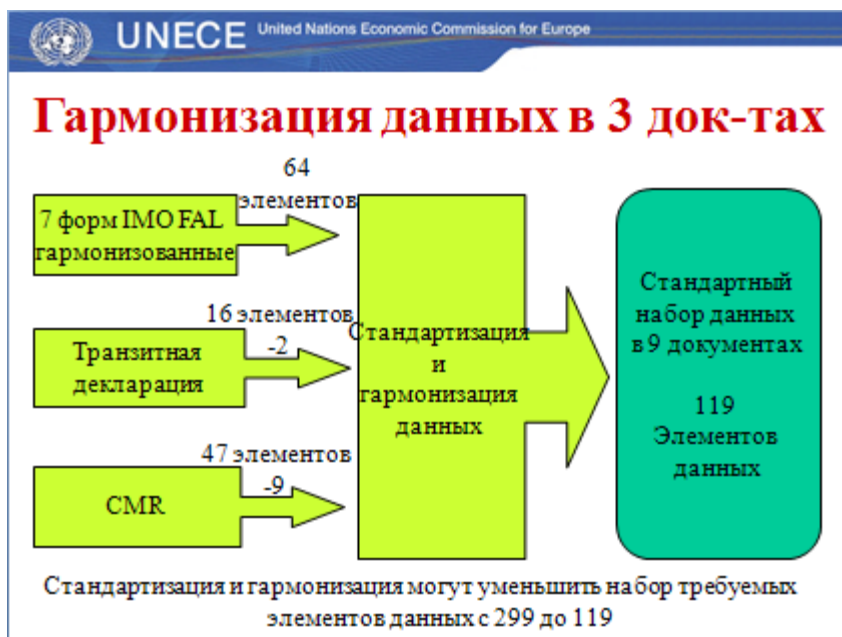 UNECE United Nations Economic Commission for Europe
Гармонизация данных в 3 док-тах
64
элементов
7 форм IMO FAL
гармонизованные
16 элементов
-2
Транзитная
декларация
47 элементов
-9
CMR
Стандартизация
и
гармонизация
данных
Стандартный
набор данных
в 9 документах
119
Элементов
данных
Стандартизация и гармонизация могут уменьшить набор требуемых
элементов данных с 299 до 119